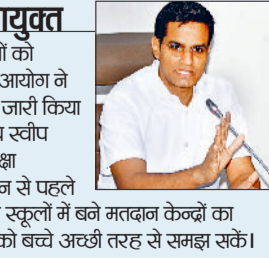 युक्त
ों को
आयोग ने
जारी किया
स्वीप
क्षा
न से पहले
स्कूलों में बने मतदान केन्द्रों का
को बच्चे अच्छी तरह से समझ सकें।